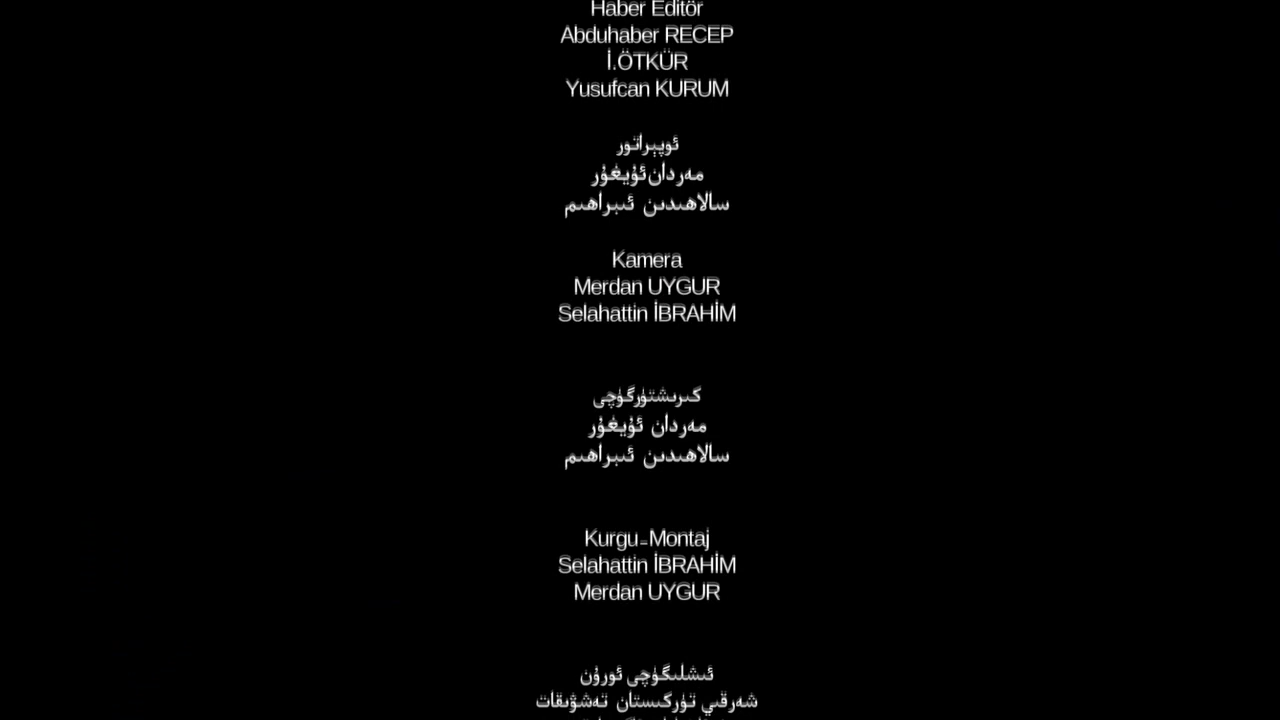 Haber Editör
Abduhaber RECEP
İ.ÖTKÜR
Yusufcan KURUM
ئوپېراتور
مەردان ئۇيغۇر
سالاھىدىن ئىبراھىم
Kamera
Merdan UYGUR
Selahattin İBRAHİM
كىرىشتۈرگۈچى
مەردان ئۇيغۇر
سالاھىدىن ئىبراھىم
Kurgu-Montaj
Selahattin İBRAHİM
Merdan UYGUR
ئىشلىگۈچى ئورۇن
شەرقىي تۈركىستان تەشۋىقات